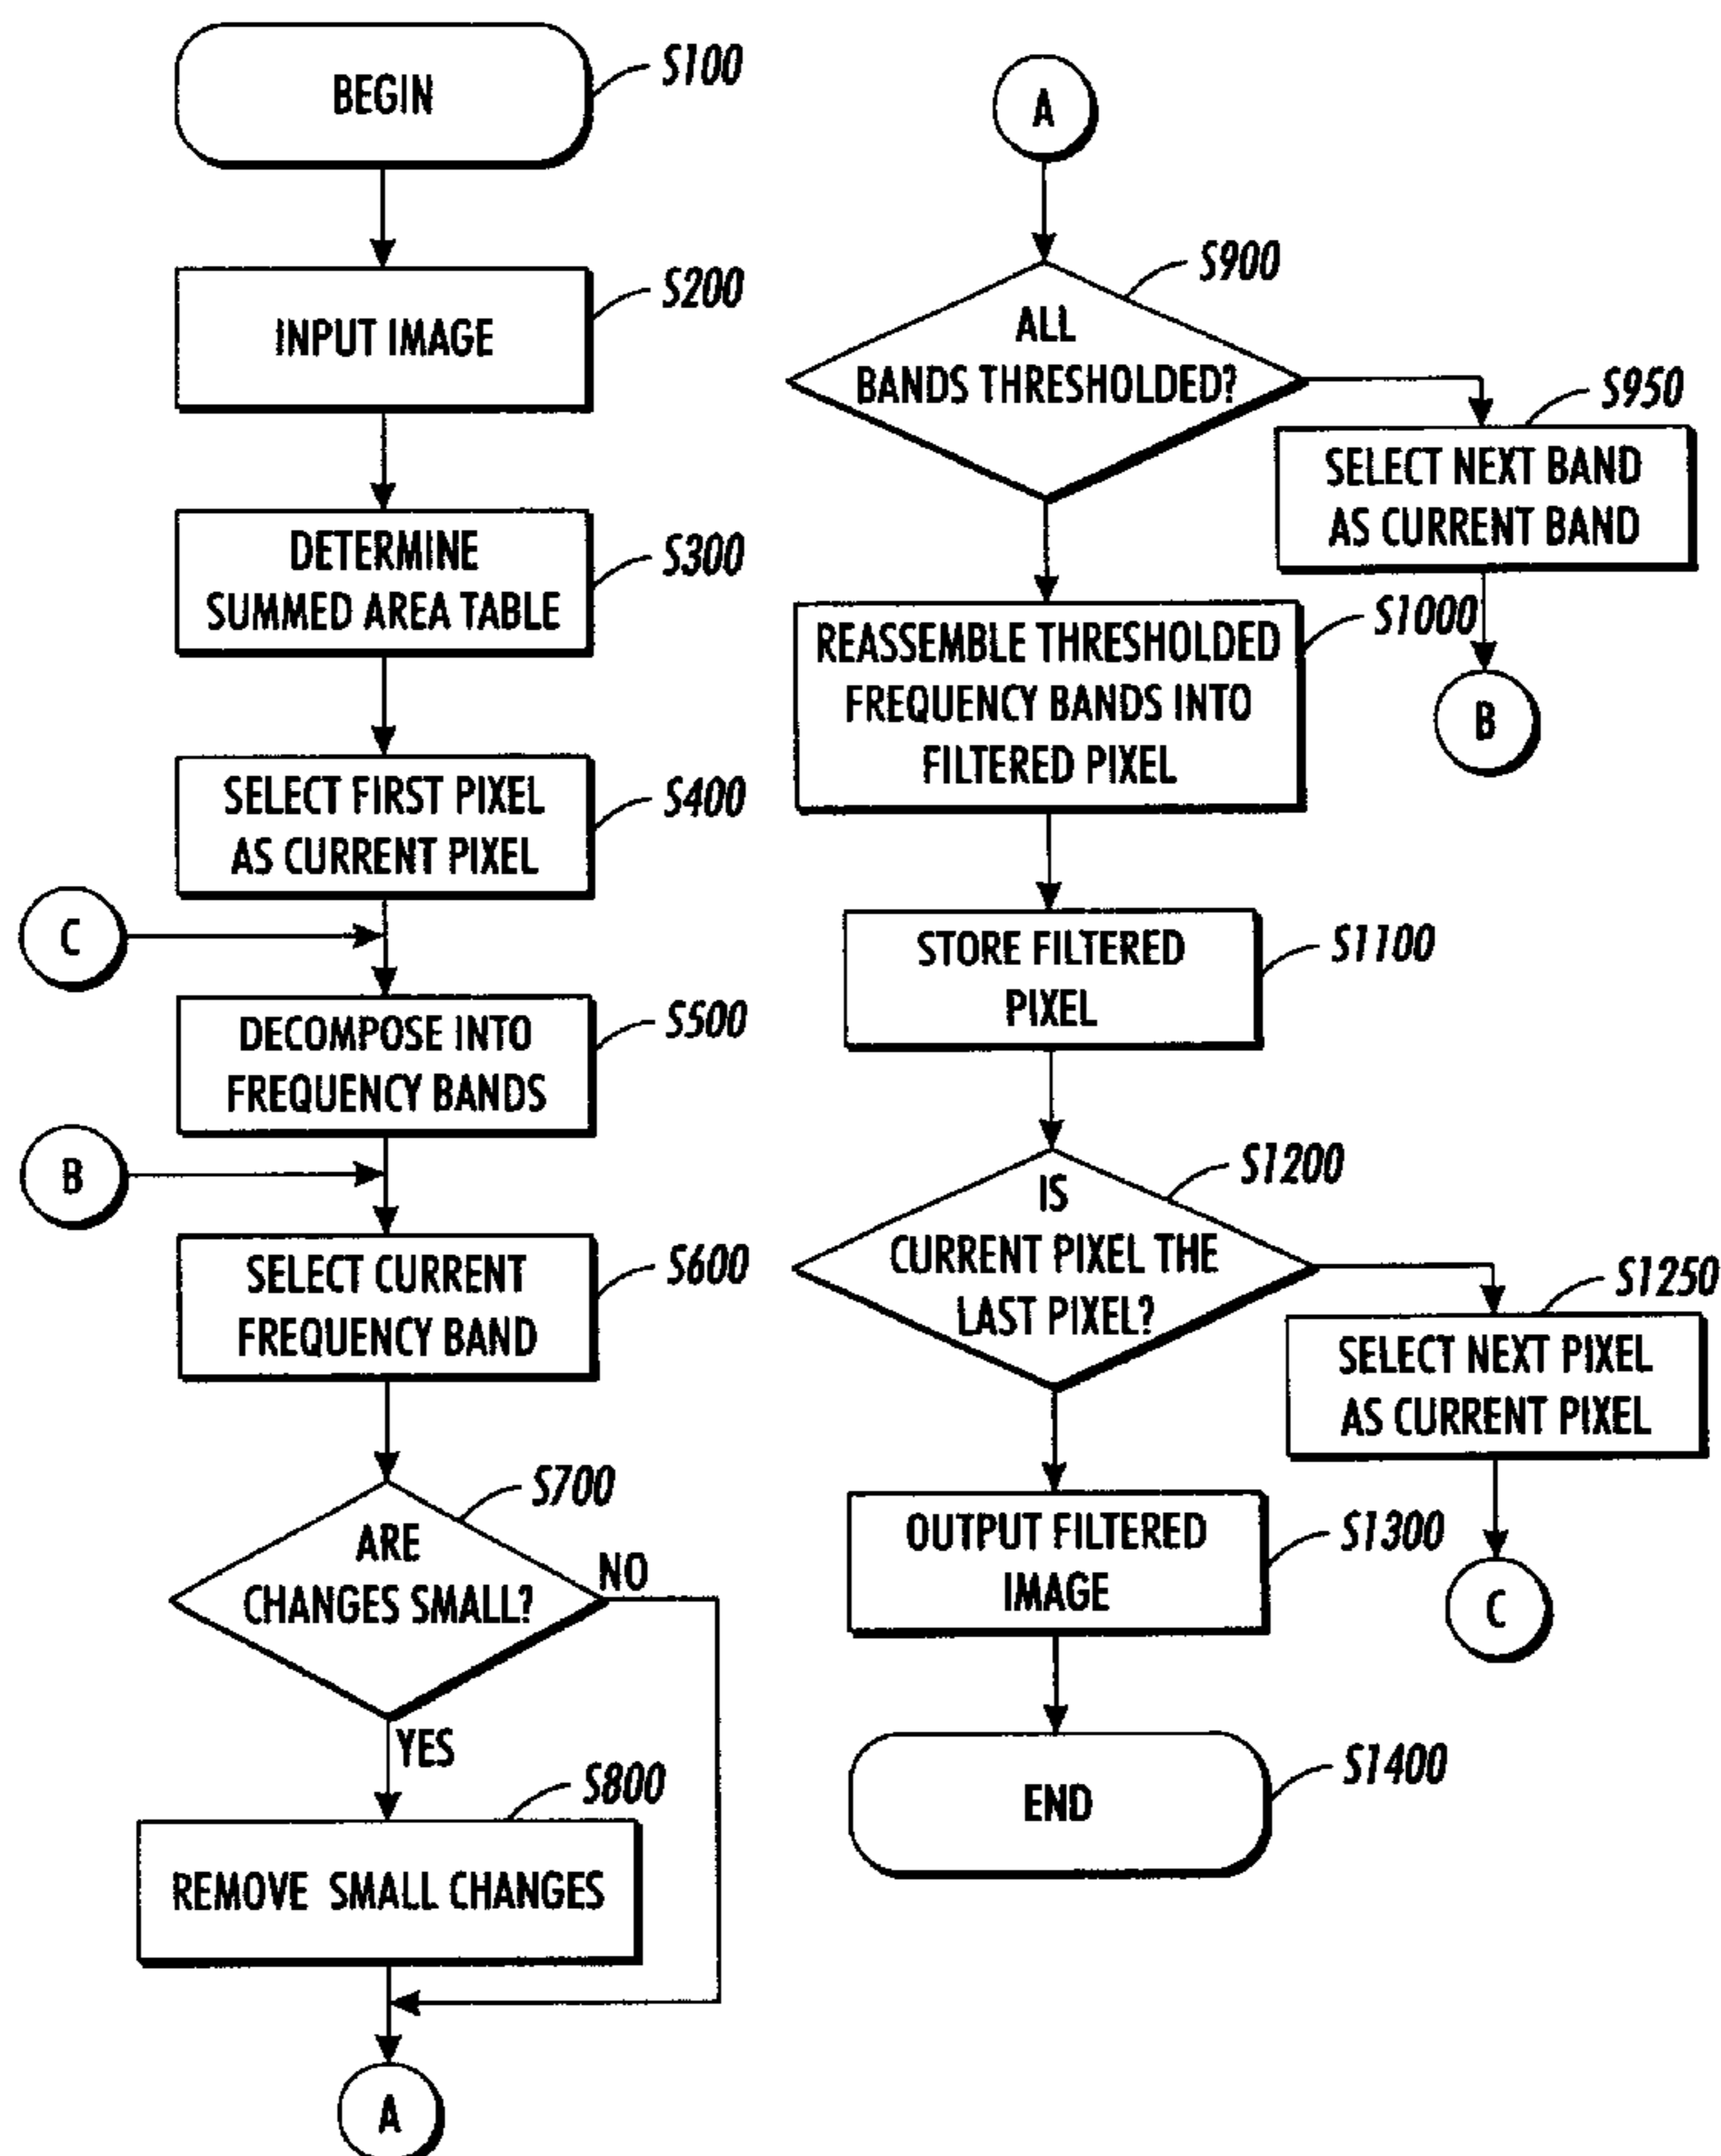 BEGIN
S100
INPUT IMAGE
S200
DETERMINE
SUMMED AREA TABLE
S300
SELECT FIRST PIXEL
AS CURRENT PIXEL
S400
C
DECOMPOSE INTO
FREQUENCY BANDS
S500
B
SELECT CURRENT
FREQUENCY BAND
S600
ARE
CHANGES SMALL?
S700
NO
YES
REMOVE SMALL CHANGES
S800
A
A
ALL
BANDS THRESHOLDED?
S900
SELECT NEXT BAND
AS CURRENT BAND
S950
B
REASSEMBLE THRESHOLDED
FREQUENCY BANDS INTO
FILTERED PIXEL
S1000
STORE FILTERED
PIXEL
S1100
IS
CURRENT PIXEL THE
LAST PIXEL?
S1200
SELECT NEXT PIXEL
AS CURRENT PIXEL
S1250
C
OUTPUT FILTERED
IMAGE
S1300
END
S1400